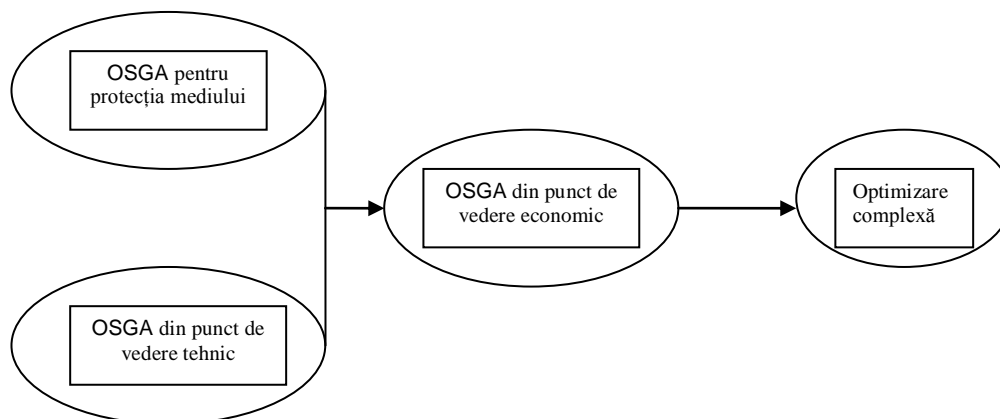 OSGA pentru
protecția mediului
OSGA din punct de
vedere economic
Optimizare
complexă
OSGA din punct de
vedere tehnic